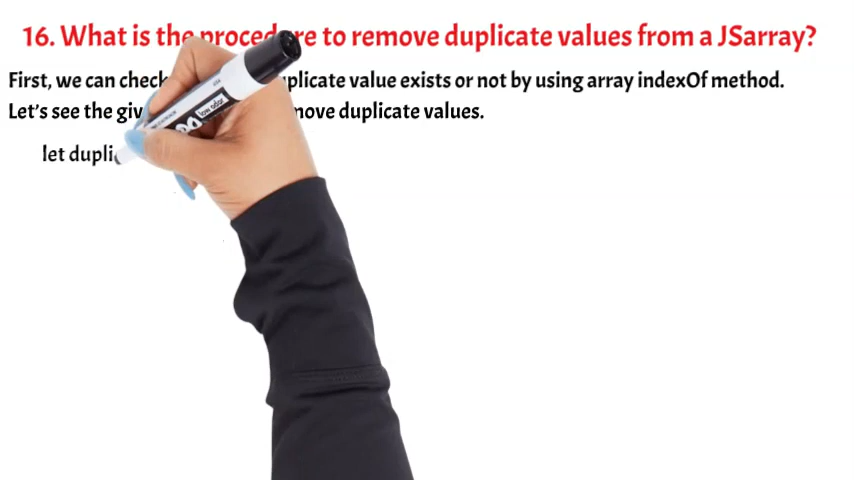 16. What is the procedure to remove duplicate values from a JSarray?
First, we can check plicate value exists or not by using array indexOf method.
Let's see the giv move duplicate values.
let dupli